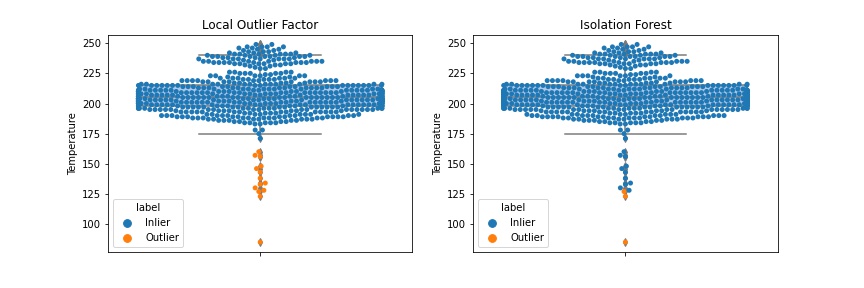 Local Outlier Factor
250
225
200
175
150
125
100
Temperature
label
Inlier
Outlier
Isolation Forest
250
225
200
175
150
125
100
Temperature
label
Inlier
Outlier